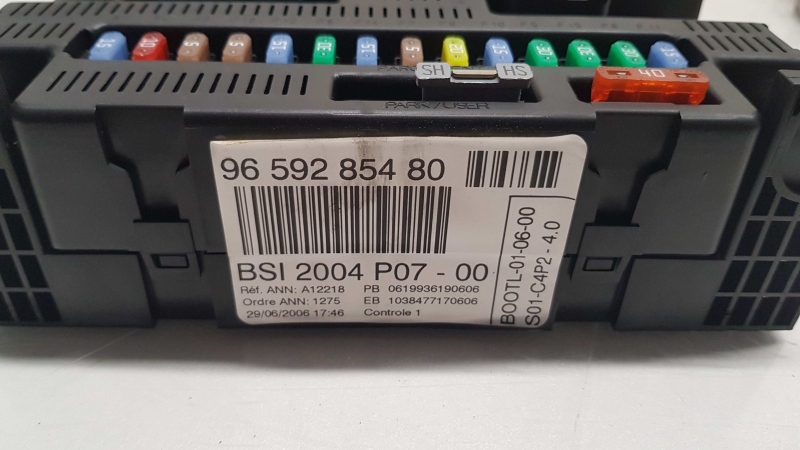 SH HS
40
PARK/USER
96 592 854 80
BSI 2004 P07 - 00
Réf. ANN: A12218 PB 0619936190606
Ordre ANN: 1275 EB 1038477170606
29/06/2006 17:46 Controle 1
BOOTL-01-06-00
S01-C4P2 - 4.0